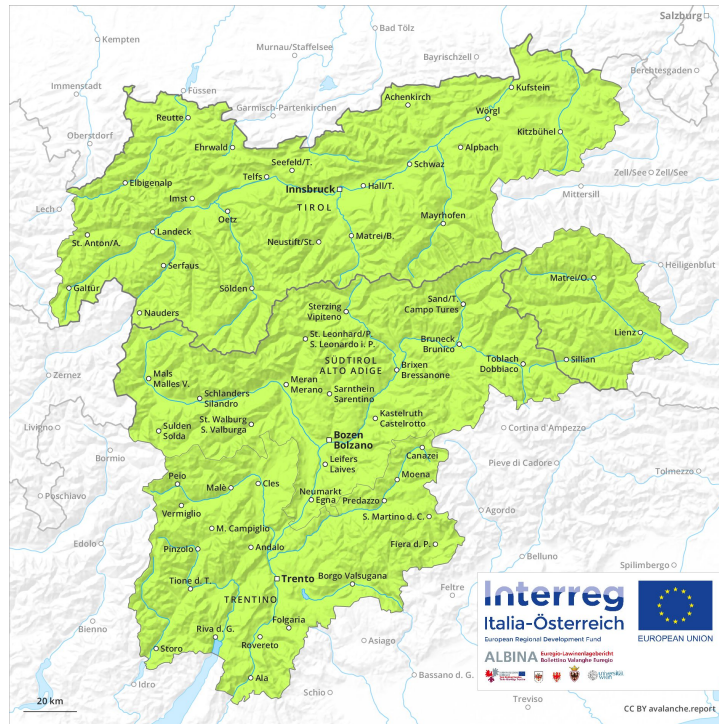 Salzburg
Bad Tölz
Kempten
Murnau/Staffelsee
Bayrischzell
Berchtesgaden
Immenstadt
Füssen
Garmisch-Partenkirchen
Achenkirch
Kufstein
Reutte
Wörgl
Oberstdorf
Ehrwald
Kitzbühel
Alpbach
Seefeld/T.
Schwaz
Zell/See
Zell/See
Telfs
Elbigenalp
Innsbruck
Hall/T.
Mittersill
Imst
TIROL
Lech
Oetz
Mayrhofen
Landeck
Matrei/B.
St. Anton/A.
Neustift/St.
Serfaus
Heiligenblut
Matrei/O.
Galtür
Sölden
Sand/T.
Campo Tures
Nauders
Sterzing
Vipiteno
Lienz
St. Leonhard/P.
S. Leonardo i. P.
Bruneck
Brunico
Toblach
Dobbiaco
Sillian
SÜDTIROL
ALTO ADIGE
Brixen
Bressanone
Zernez
Mals
Malles V.
Meran
Merano
Schlanders
Silandro
Sarnthein
Sarentino
St. Walburg
S. Valburga
Kastelruth
Castelrotto
Livigno
Sulden
Solda
Bozen
Bolzano
Cortina d'Ampezzo
Bormio
Canazei
Pieve di Cadore
Leifers
Laives
Tolmezzo
Peio
Moena
Poschiavo
Malè
Cles
Neumarkt
Egna
Predazzo
Vermiglio
Agordo
S. Martino d. C.
M. Campiglio
Edolo
Pinzolo
Andalo
Fiera d. P.
Belluno
Spilimbergo
Tione d. T.
Trento
Borgo Valsugana
Feltre
TRENTINO
Bienno
Riva d. G.
Folgaria
Storo
Rovereto
Asiago
Ala
Bassano d. G.
Idro
Schio
Treviso
20 km
Interreg
Italia-Österreich
European Regional Development Fund
EUROPEAN UNION
ALBINA Euregio-Lawinenlagebericht
Bollettino Valanghe Euregio
universität
wien
CC BY avalanche.report